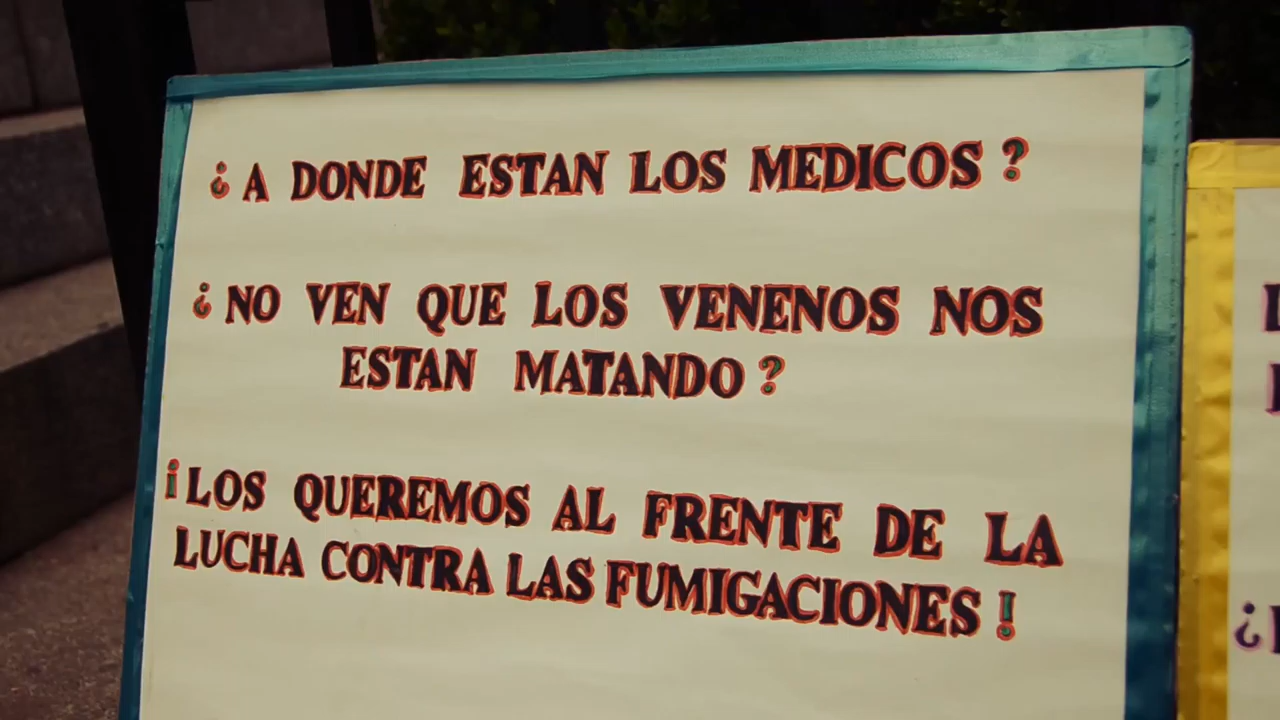 ¿ A DONDE ESTAN LOS MEDICOS ?
¿ NO VEN QUE LOS VENENOS NOS
ESTAN MATANDO ?
¡ LOS QUEREMOS AL FRENTE DE LA
LUCHA CONTRA LAS FUMIGACIONES !
¿